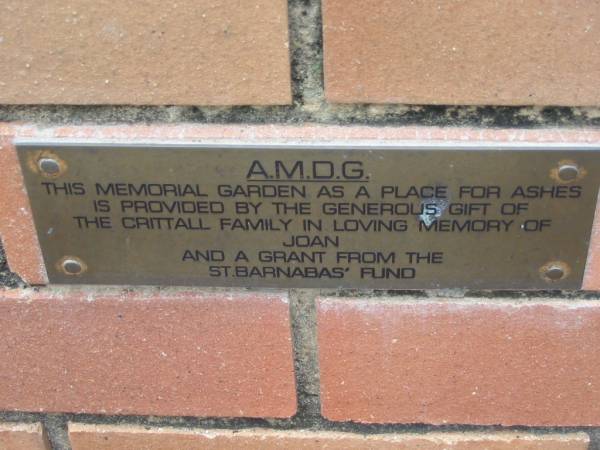 A.M.D.G.
THIS MEMORIAL GARDEN AS A PLACE FOR ASHES
IS PROVIDED BY THE GENEROUS GIFT OF
THE CRITTALL FAMILY IN LOVING MEMORY OF
JOAN
AND A GRANT FROM THE
ST.BARNABAS' FUND